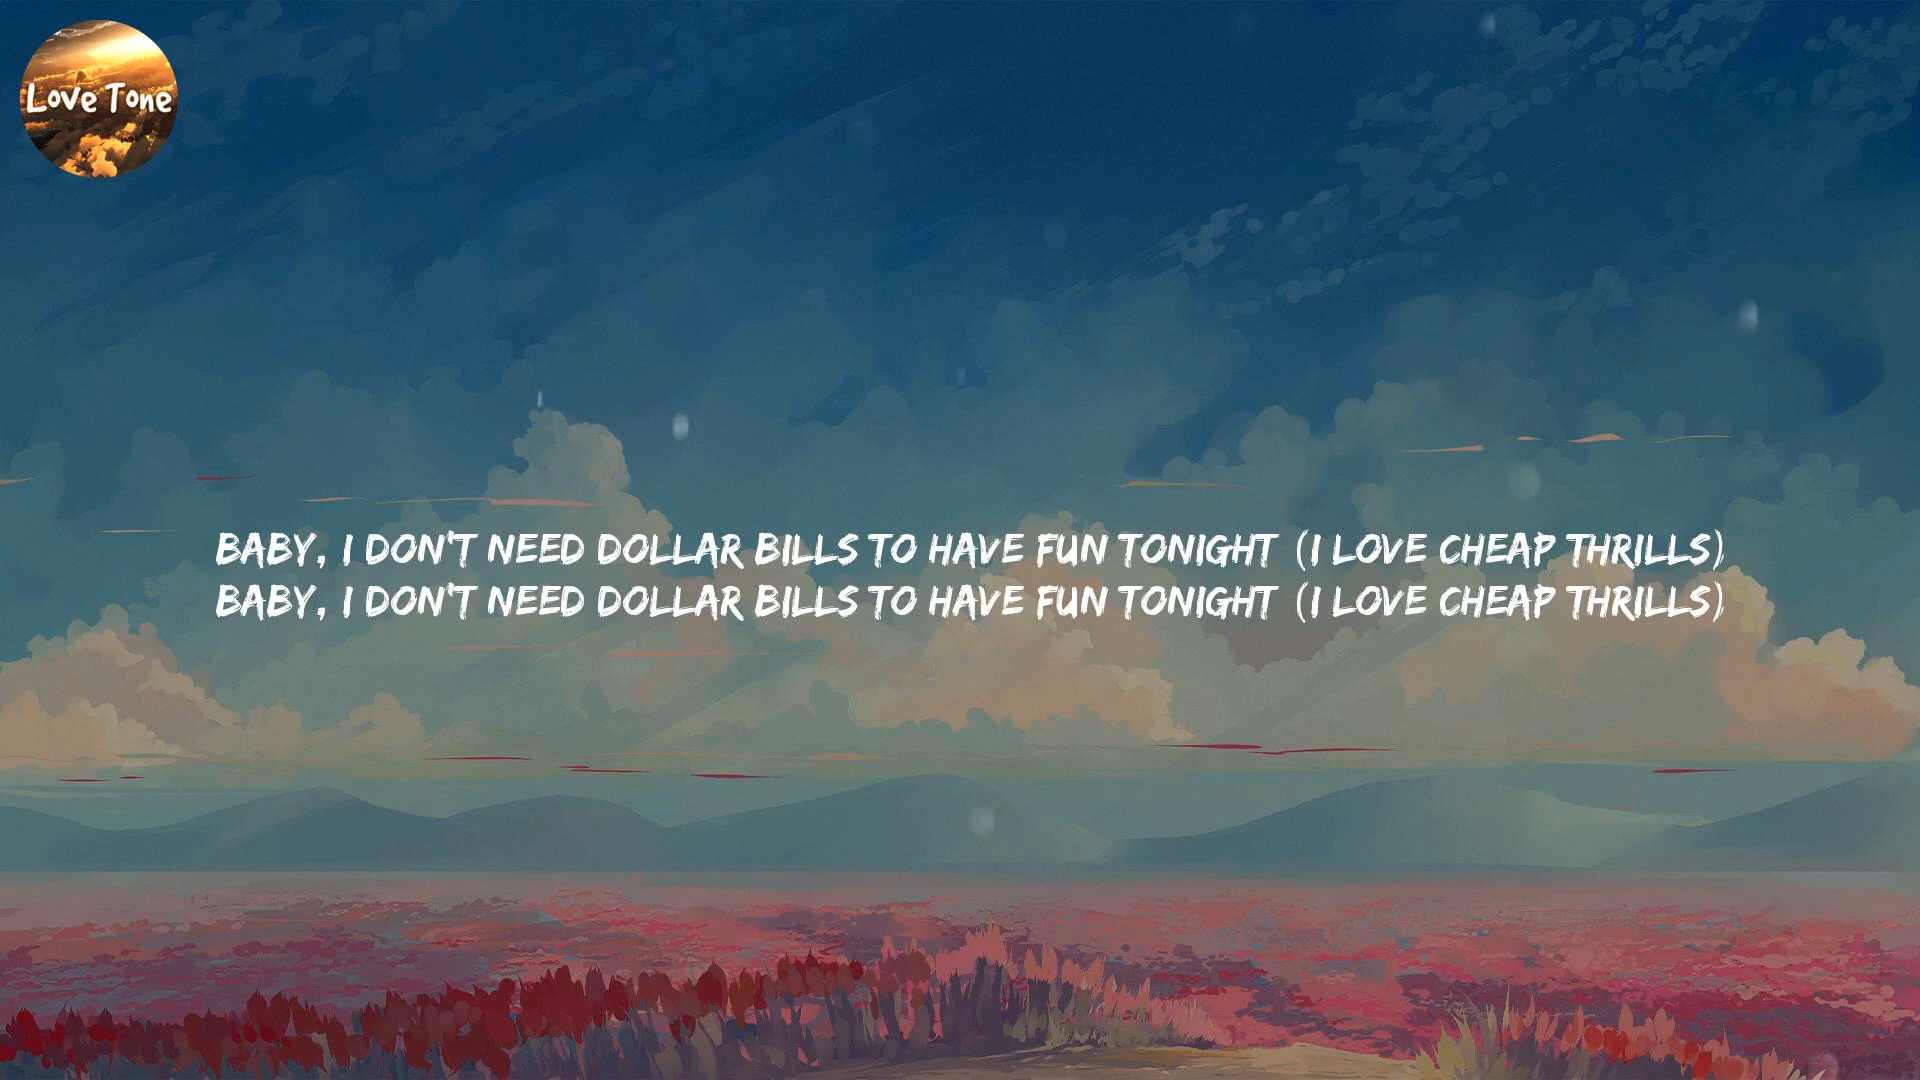 Love Tone
BABY, I DON'T NEED DOLLAR BILLS TO HAVE FUN TONIGHT (I LOVE CHEAP THRILLS)
BABY, I DON'T NEED DOLLAR BILLS TO HAVE FUN TONIGHT (I LOVE CHEAP THRILLS)